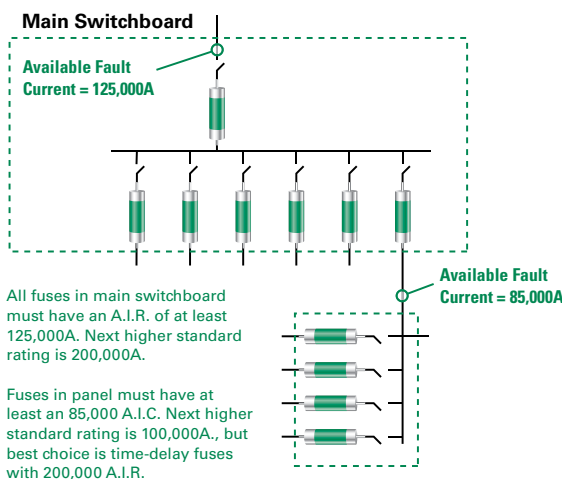 Main Switchboard
Available Fault
Current = 125,000A
Available Fault
Current = 85,000A
All fuses in main switchboard
must have an A.I.R. of at least
125,000A. Next higher standard
rating is 200,000A.
Fuses in panel must have at
least an 85,000 A.I.C. Next higher
standard rating is 100,000A., but
best choice is time-delay fuses
with 200,000 A.I.R.